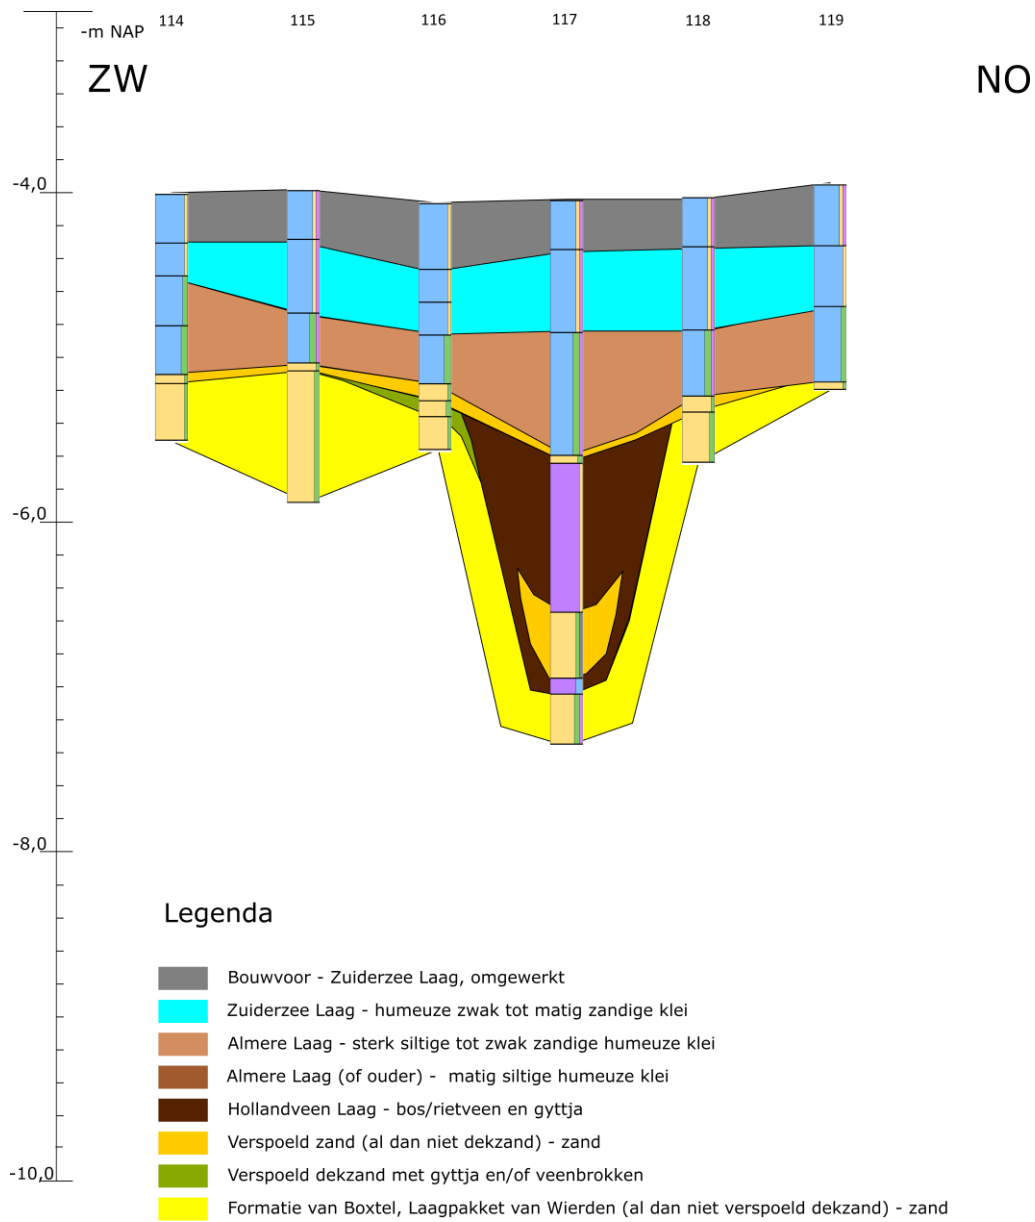 114 115 116 117 118 119
-m NAP
ZW NO
-4,0
-6,0
-8,0
Legenda
Bouwvoor - Zuiderzee Laag, omgewerkt
Zuiderzee Laag - humeuze zwak tot matig zandige klei
Almere Laag - sterk siltige tot zwak zandige humeuze klei
Almere Laag (of ouder) - matig siltige humeuze klei
Hollandveen Laag - bos/rietveen en gyttja
Verspoeld zand (al dan niet dekzand) - zand
Verspoeld dekzand met gyttja en/of veenbrokken
-10,0
Formatie van Boxtel, Laagpakket van Wierden (al dan niet verspoeld dekzand) - zand